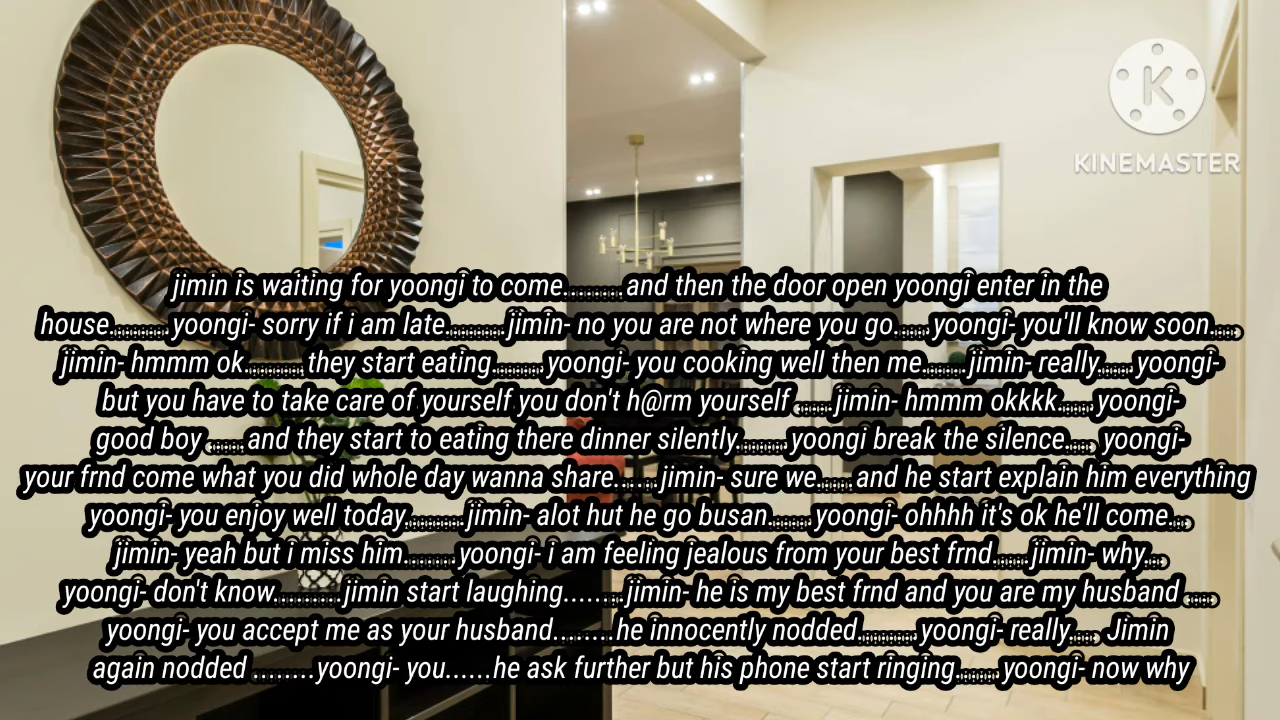 KINEMASTER
jimin is waiting for yoongi to come.........and then the door open yoongi enter in the
house.........yoongi- sorry if i am late.........jimin- no you are not where you go.....yoongi- you'll know soon.....
jimin- hmmm ok.........they start eating........yoongi- you cooking well then me.......jimin- really.....yoongi-
but you have to take care of yourself you don't h@rm yourself ......jimin- hmmm okkkk.....yoongi-
good boy ......and they start to eating there dinner silently........yoongi break the silence..... yoongi-
your frnd come what you did whole day wanna share.......jimin- sure we......and he start explain him everything
yoongi- you enjoy well today.........jimin- alot hut he go busan.......yoongi- ohhhh it's ok he'll come....
jimin- yeah but i miss him........yoongi- i am feeling jealous from your best frnd.....jimin- why....
yoongi- don't know..........jimin start laughing.........jimin- he is my best frnd and you are my husband .....
yoongi- you accept me as your husband........he innocently nodded.........yoongi- really..... Jimin
again nodded ........yoongi- you......he ask further but his phone start ringing.......yoongi- now why